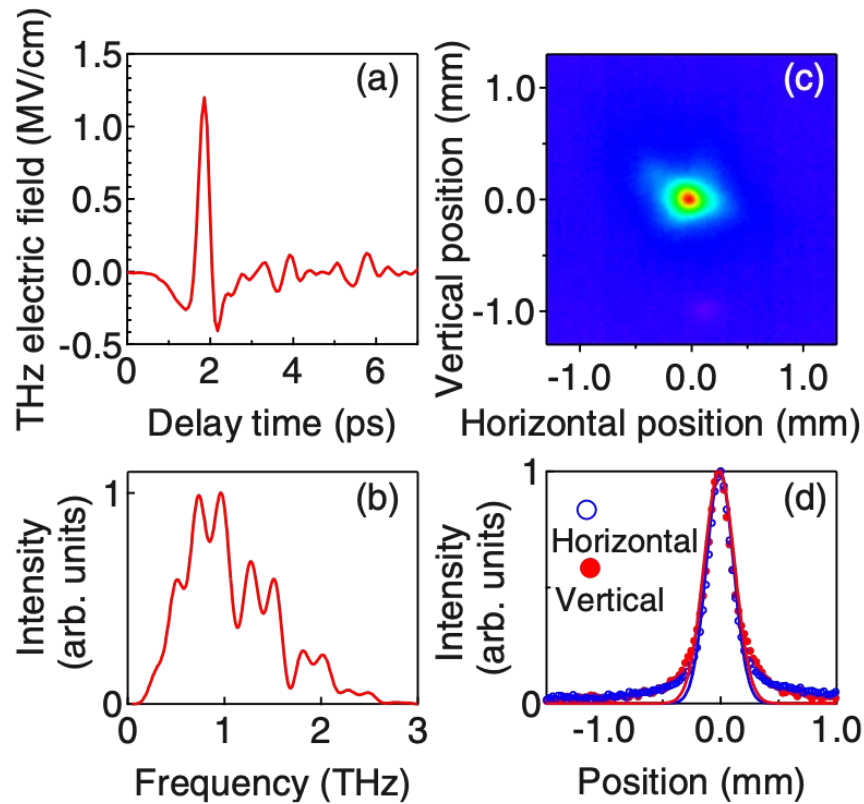 (a)
THz electric field (MV/cm)
1.5
1.0
0.5
0.0
-0.5
0 2 4 6
Delay time (ps)
(c)
Vertical position (mm)
1.0
0.0
-1.0
-1.0 0.0 1.0
Horizontal position (mm)
(b)
Intensity
(arb. units)
1
0
0 1 2 3
Frequency (THz)
(d)
Intensity
(arb. units)
1
0
Horizontal
Vertical
-1.0 0.0 1.0
Position (mm)